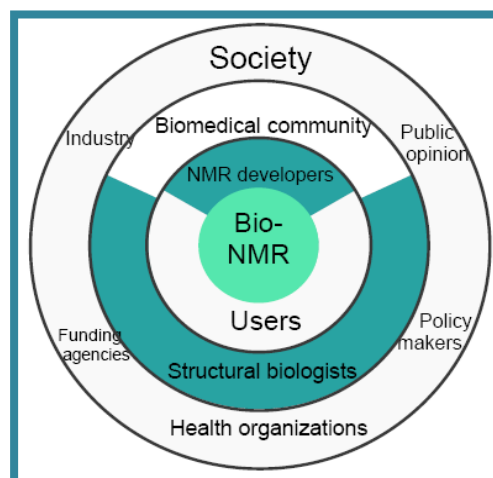 Society
Industry
Biomedical community
Public
opinion
NMR developers
Bio-
NMR
Users
Funding
agencies
Policy
makers
Structural biologists
Health organizations